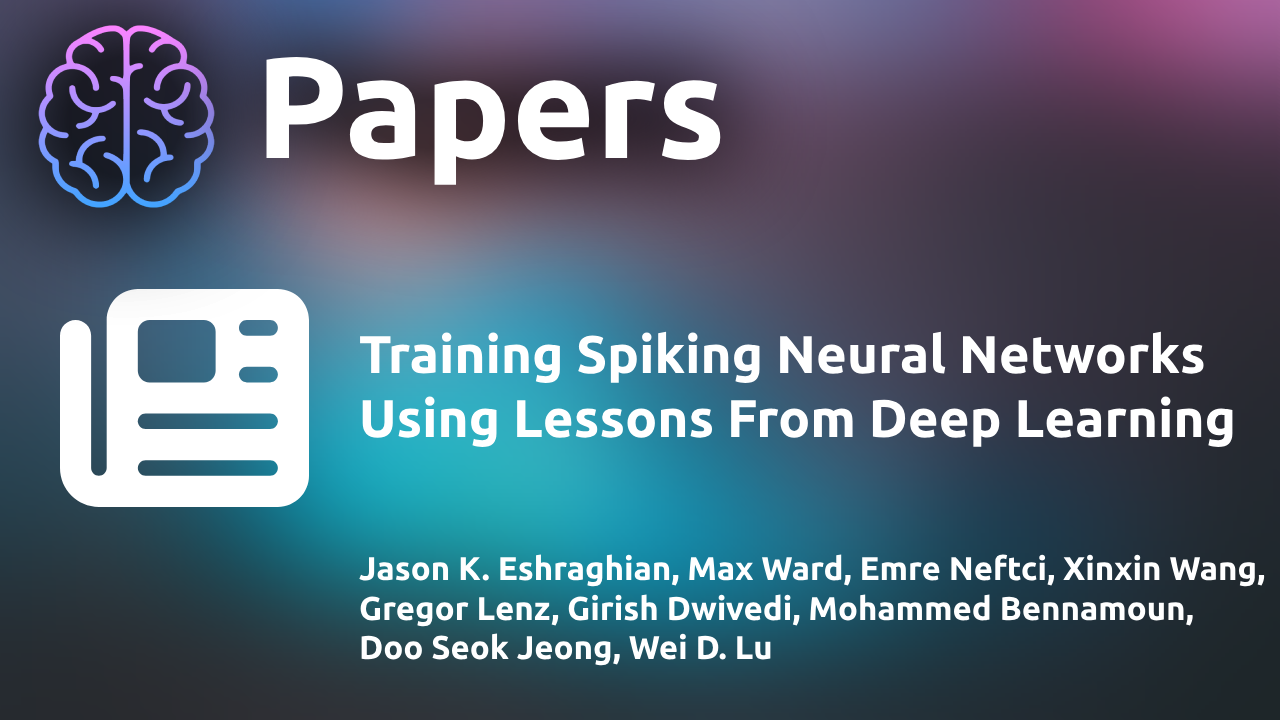 Papers
Training Spiking Neural Networks
Using Lessons From Deep Learning
Jason K. Eshraghian, Max Ward, Emre Neftci, Xinxin Wang,
Gregor Lenz, Girish Dwivedi, Mohammed Bennamoun,
Doo Seok Jeong, Wei D. Lu